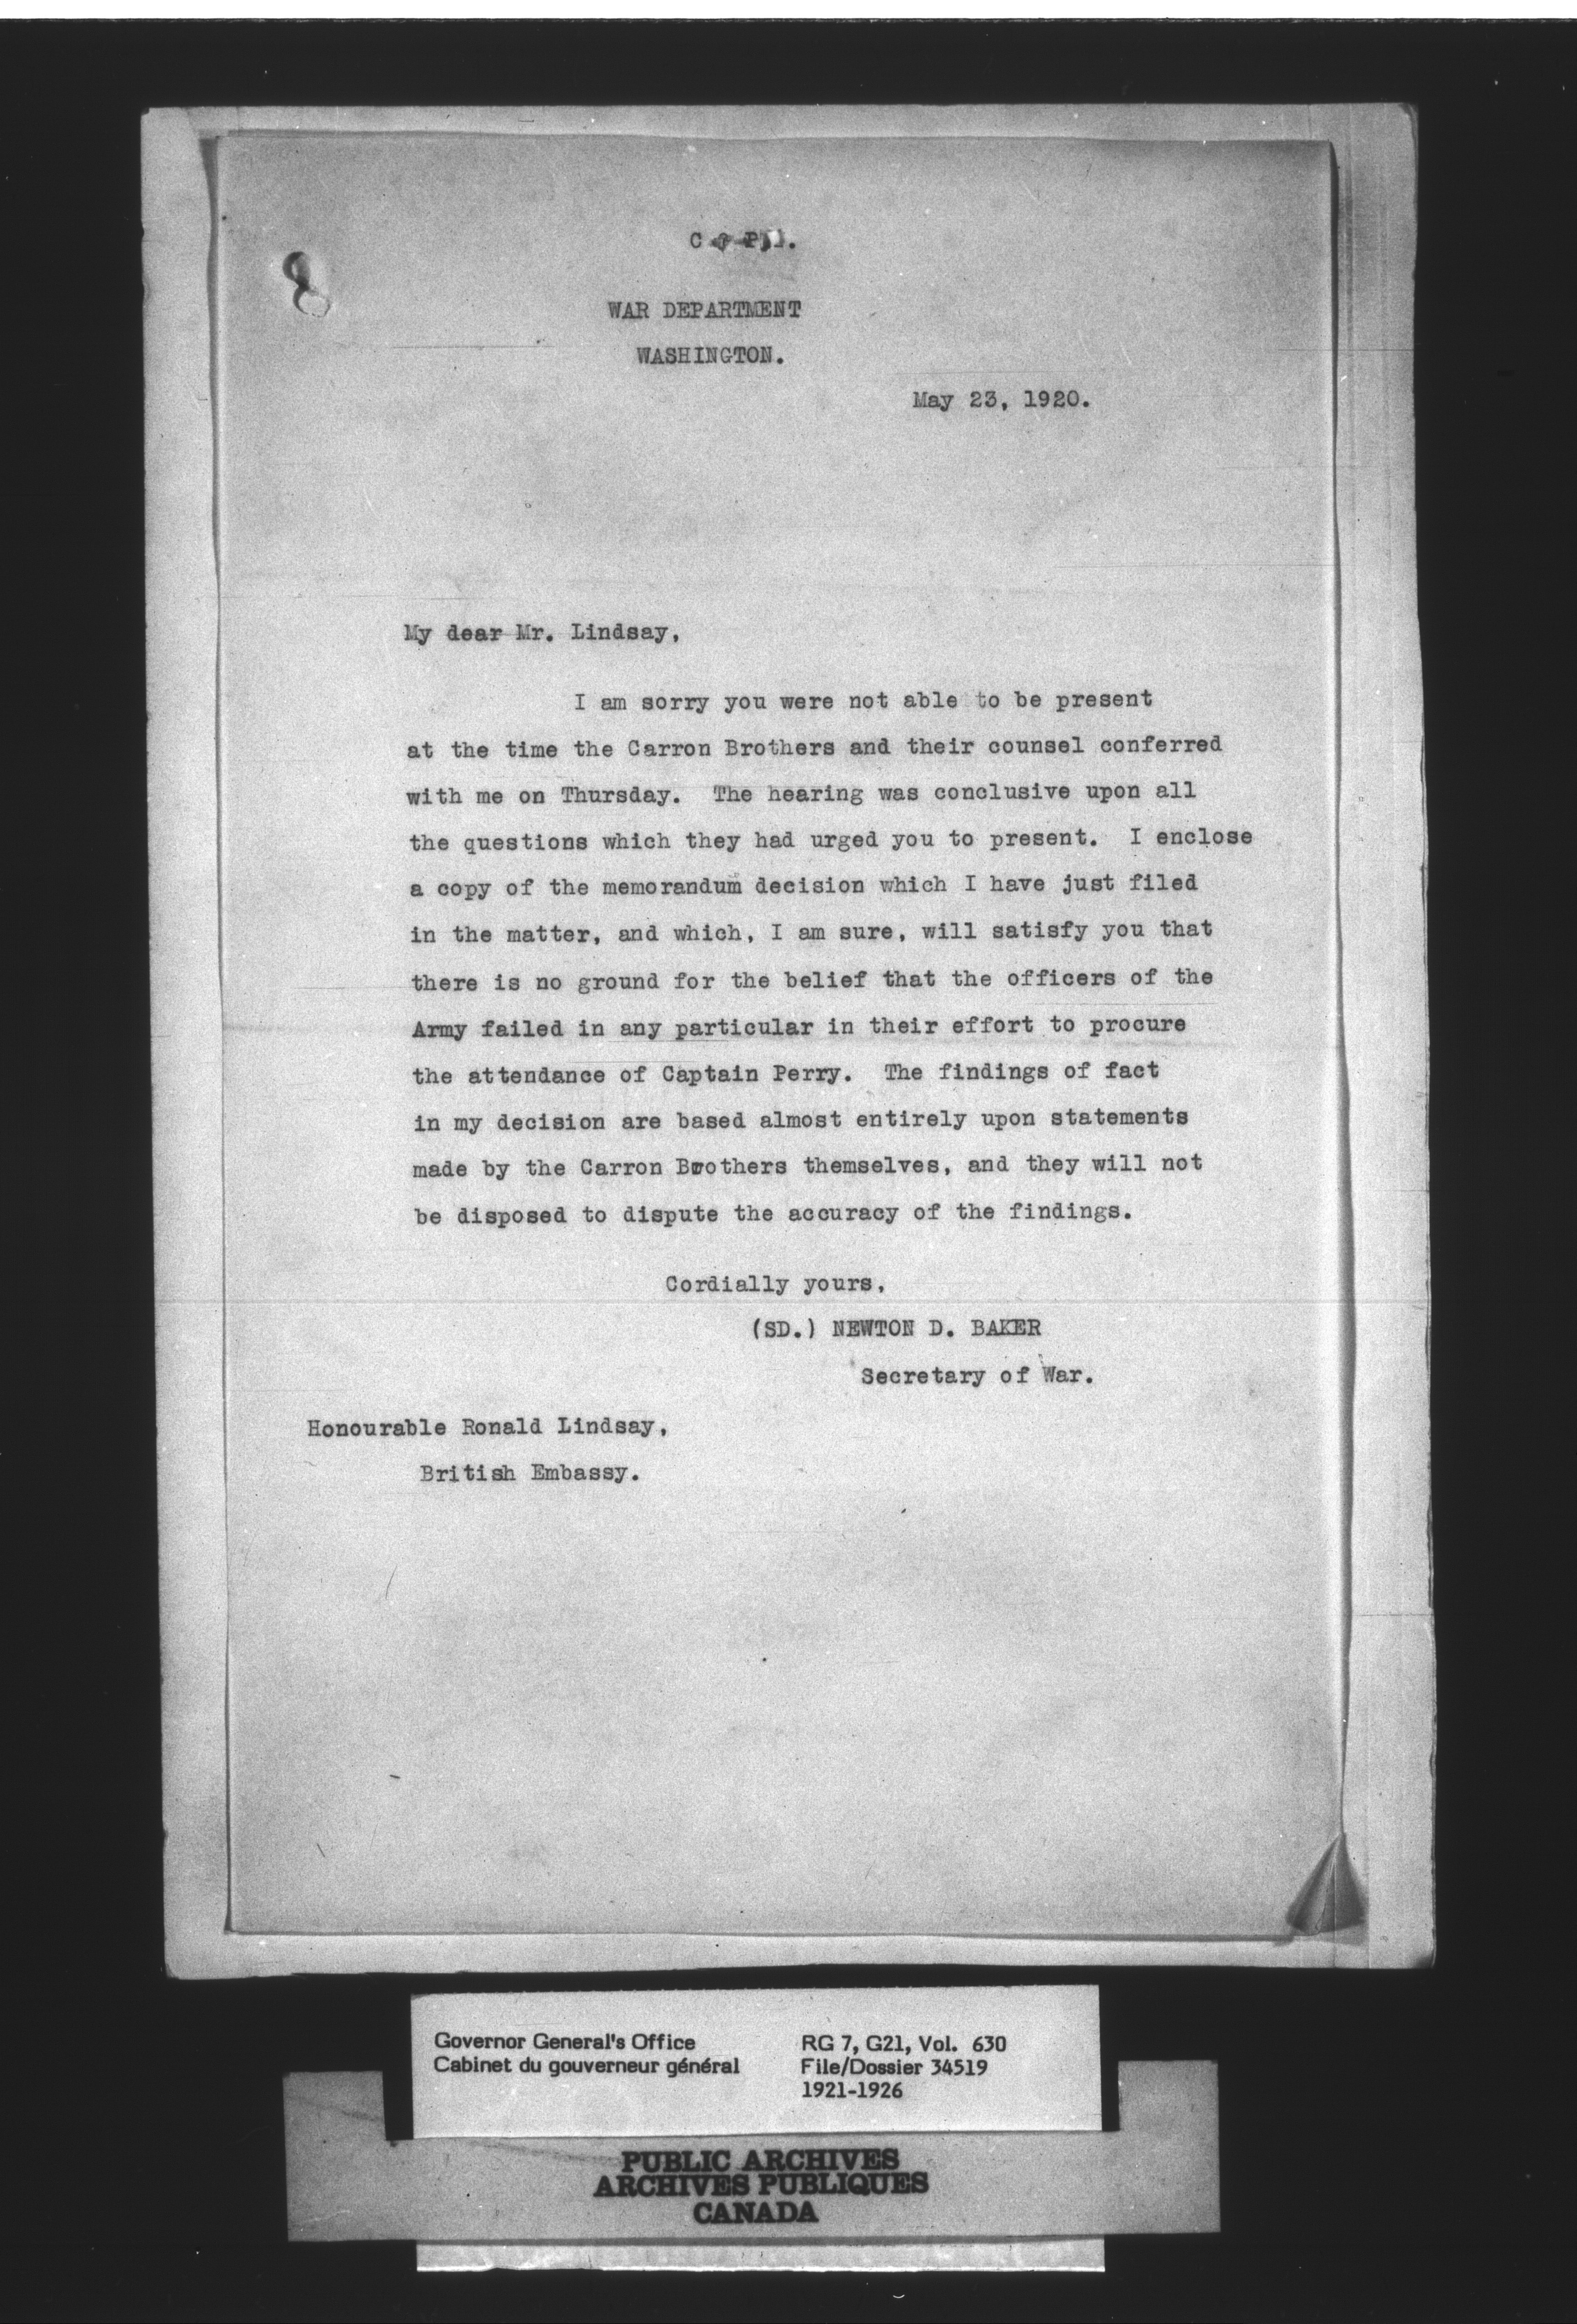 C O P Y.
8
WAR DEPARTMENT
WASHINGTON.
May 23, 1920.
My dear Mr. Lindsay,
I am sorry you were not able to be present
at the time the Carron Brothers and their counsel conferred
with me on Thursday. The hearing was conclusive upon all
the questions which they had urged you to present. I enclose
a copy of the memorandum decision which I have just filed
in the matter, and which, I am sure, will satisfy you that
there is no ground for the belief that the officers of the
Army failed in any particular in their effort to procure
the attendance of Captain Perry. The findings of fact
in my decision are based almost entirely upon statements
made by the Carron Brothers themselves, and they will not
be disposed to dispute the accuracy of the findings.
Cordially yours,
(SD.) NEWTON D. BAKER
Secretary of War.
Honourable Ronald Lindsay,
British Embassy.
Governor General's Office
Cabinet du gouverneur général
RG 7, G21, Vol. 630
File/Dossier 34519
1921-1926
PUBLIC ARCHIVES
ARCHIVES PUBLIQUES
CANADA